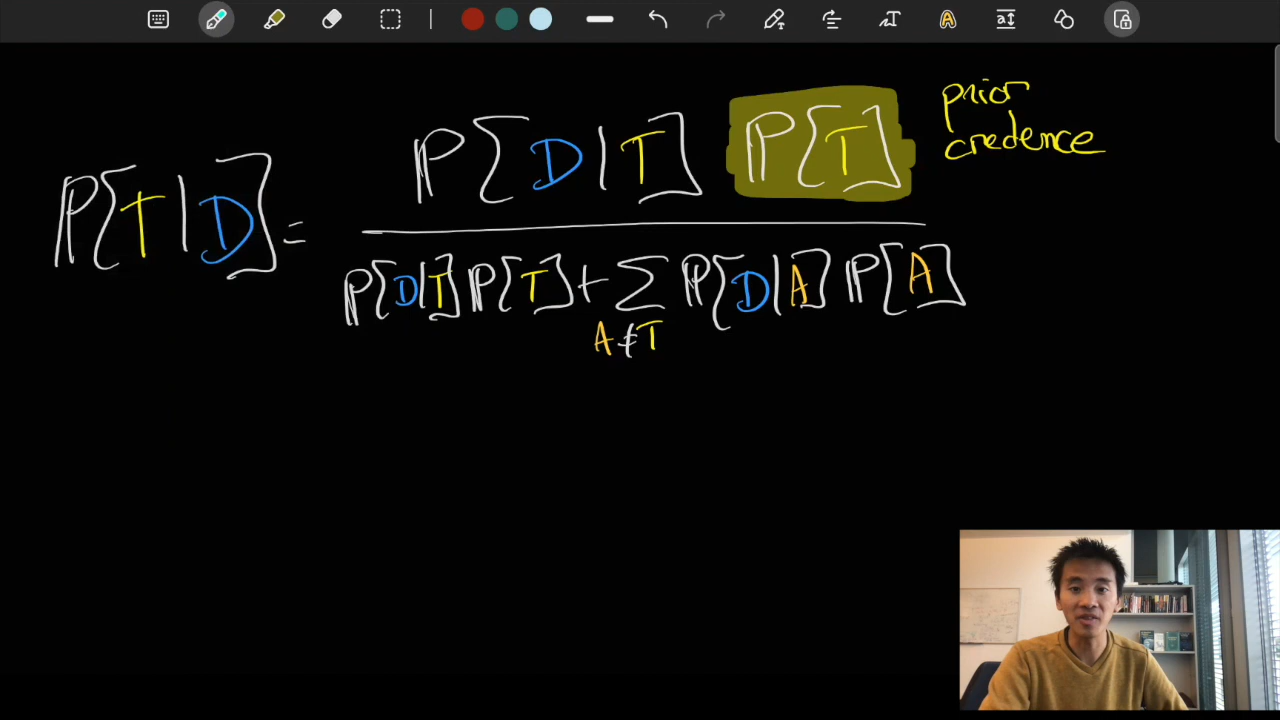 prior
credence
P[D|T] P[T]
P[T|D]=
P[D|T]P[T]+∑P[D|A]P[A]
A≠T